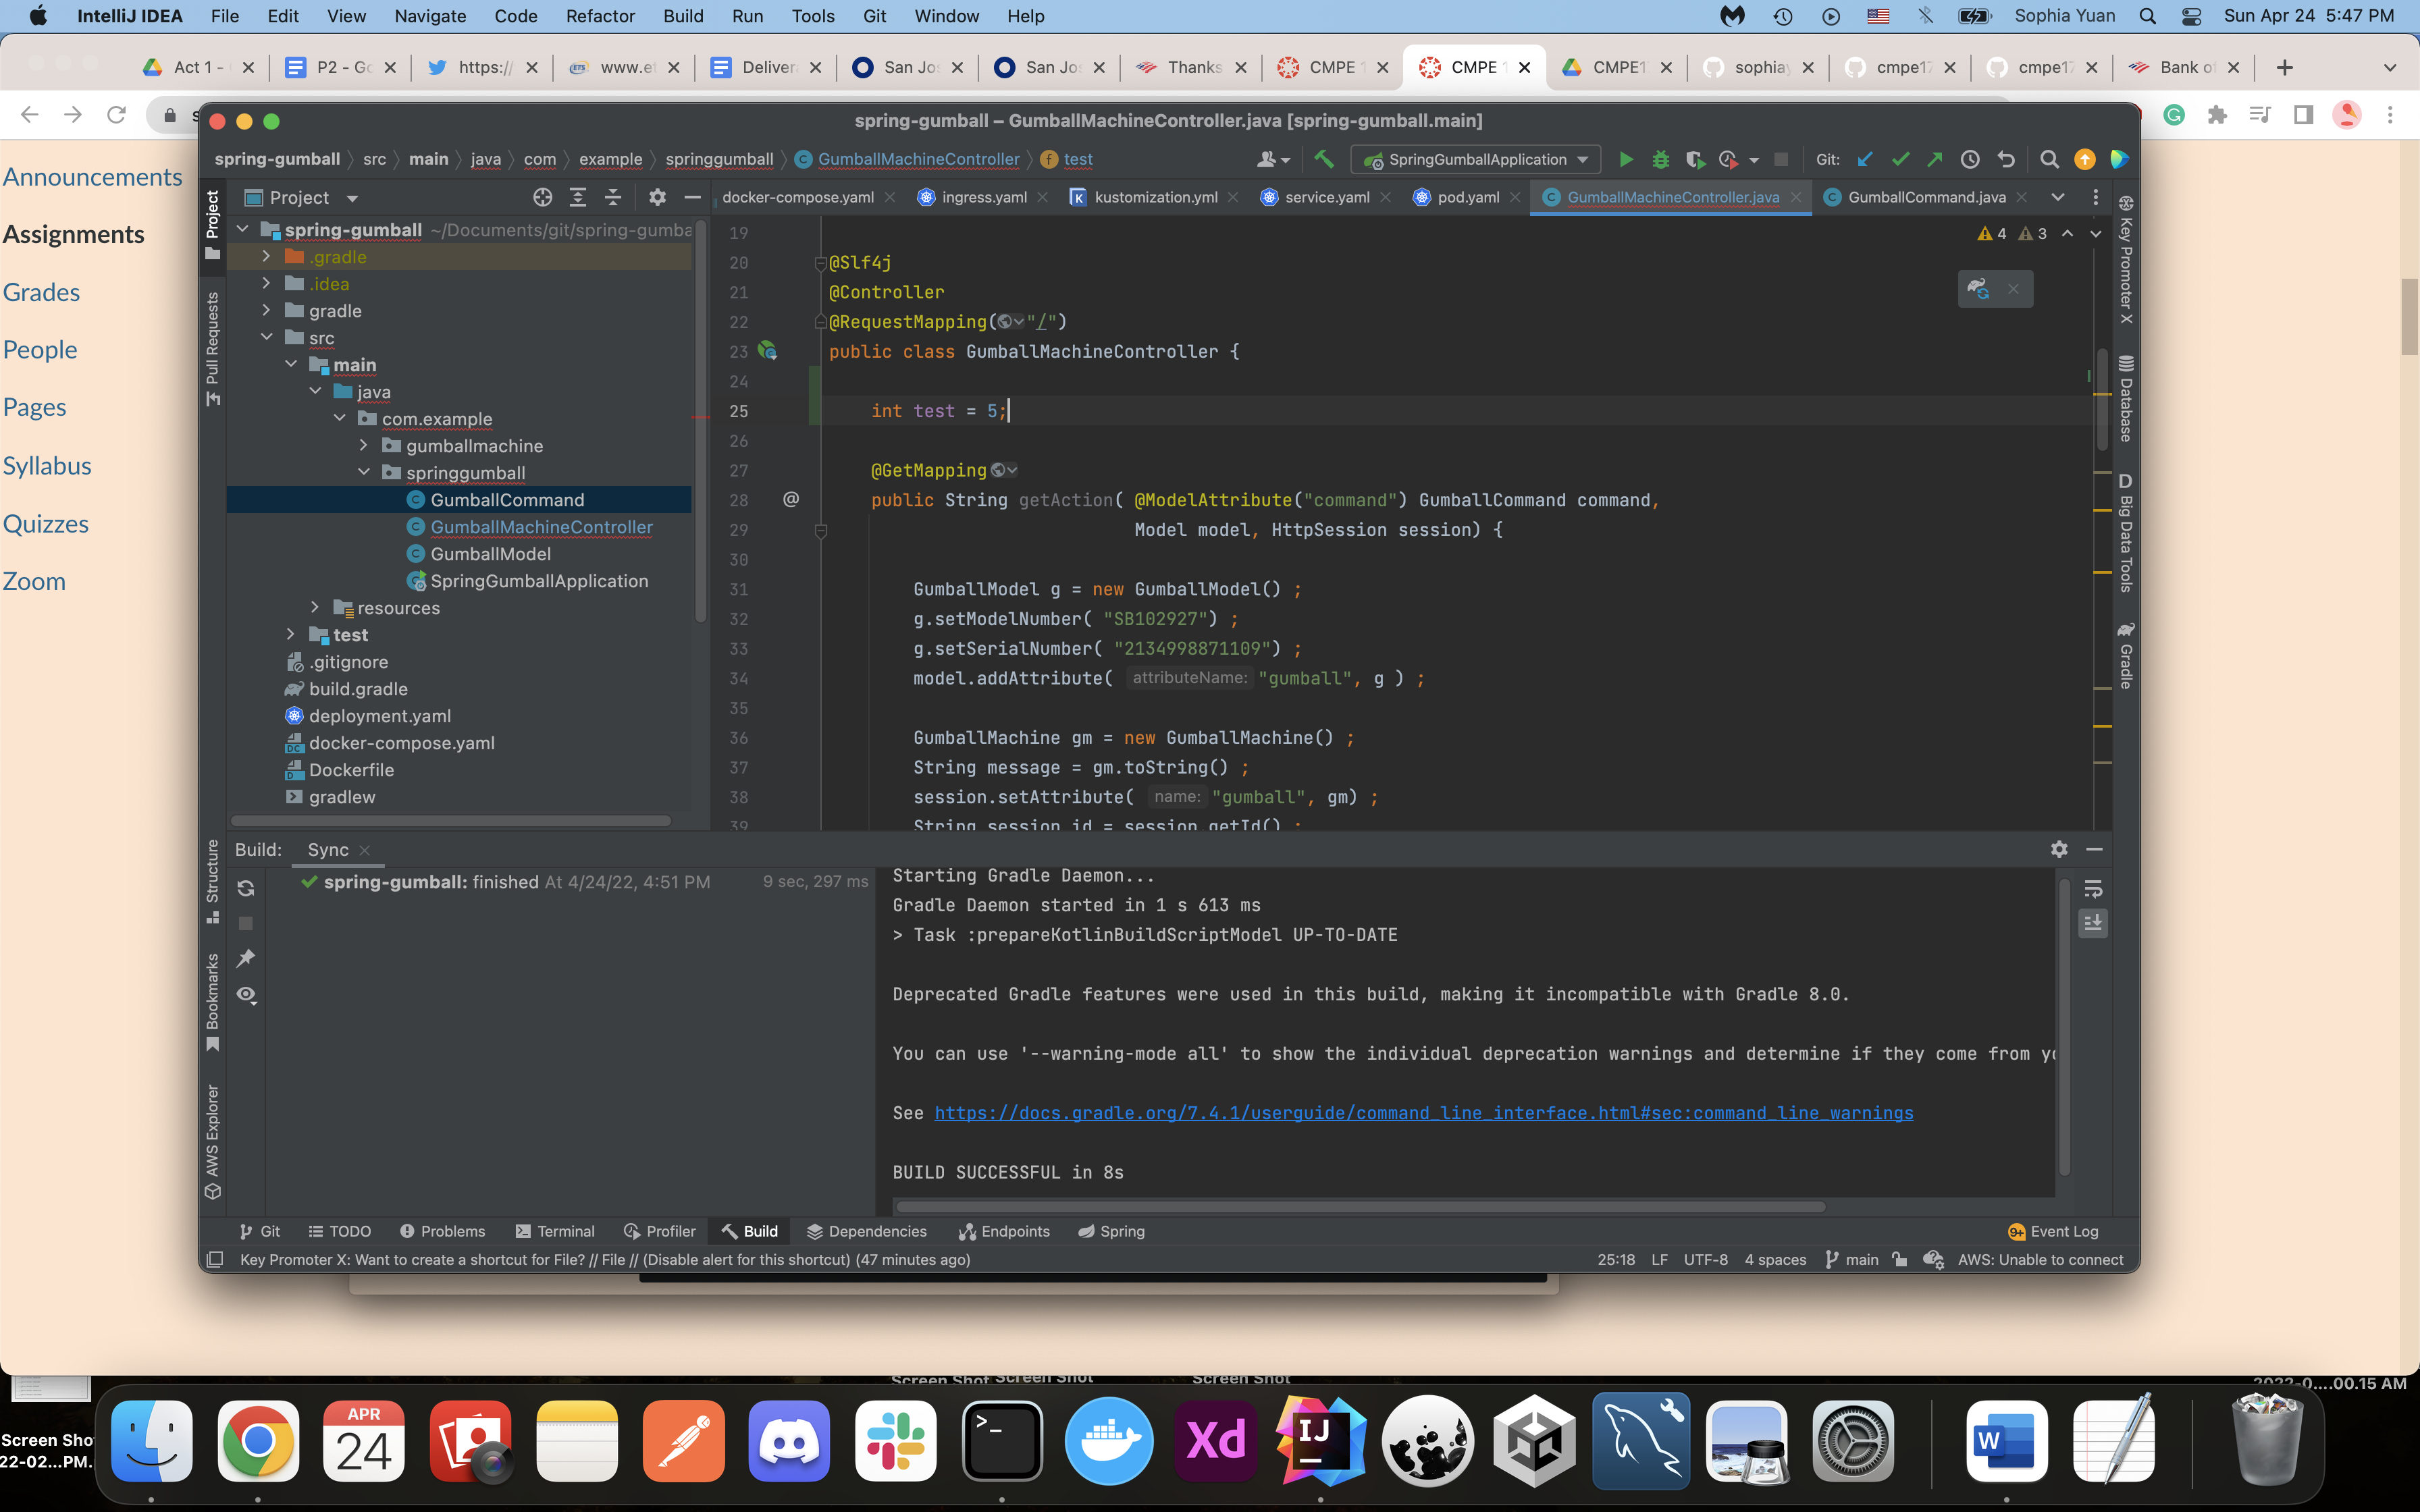 IntelliJ IDEA File Edit View Navigate Code Refactor Build Run Tools Git Window Help Sophia Yuan Sun Apr 24 5:47 PM
Act 1 - P2 - Go https:// www.et Deliver San Jos San Jos Thanks CMPE 1 CMPE 1 CMPE1 sophiay cmpe17 cmpe17 Bank of
spring-gumball – GumballMachineController.java [spring-gumball.main]
spring-gumball src main java com example springgumball GumballMachineController test SpringGumballApplication Git:
Announcements
Assignments
Grades
People
Pages
Syllabus
Quizzes
Zoom
Project
Pull Requests
Structure
Bookmarks
AWS Explorer
Project
spring-gumball ~/Documents/git/spring-gumba
.gradle
.idea
gradle
src
main
java
com.example
gumballmachine
springgumball
GumballCommand
GumballMachineController
GumballModel
SpringGumballApplication
resources
test
.gitignore
build.gradle
deployment.yaml
docker-compose.yaml
Dockerfile
gradlew
docker-compose.yaml ingress.yaml kustomization.yml service.yaml pod.yaml GumballMachineController.java GumballCommand.java
4 3
19
20 @Slf4j
21 @Controller
22 @RequestMapping("/")
23 public class GumballMachineController {
24
25 int test = 5;
26
27 @GetMapping
28 @ public String getAction( @ModelAttribute("command") GumballCommand command,
29 Model model, HttpSession session) {
30
31 GumballModel g = new GumballModel() ;
32 g.setModelNumber( "SB102927") ;
33 g.setSerialNumber( "2134998871109") ;
34 model.addAttribute( attributeName: "gumball", g ) ;
35
36 GumballMachine gm = new GumballMachine() ;
37 String message = gm.toString() ;
38 session.setAttribute( name: "gumball", gm) ;
39 String session_id = session.getId() ;
Key Promoter X
Database
D Big Data Tools
Gradle
Build: Sync
spring-gumball: finished At 4/24/22, 4:51 PM 9 sec, 297 ms
Starting Gradle Daemon...
Gradle Daemon started in 1 s 613 ms
> Task :prepareKotlinBuildScriptModel UP-TO-DATE
Deprecated Gradle features were used in this build, making it incompatible with Gradle 8.0.
You can use '--warning-mode all' to show the individual deprecation warnings and determine if they come from yo
See https://docs.gradle.org/7.4.1/userguide/command_line_interface.html#sec:command_line_warnings
BUILD SUCCESSFUL in 8s
Git TODO Problems Terminal Profiler Build Dependencies Endpoints Spring 9+ Event Log
Key Promoter X: Want to create a shortcut for File? // File // (Disable alert for this shortcut) (47 minutes ago) 25:18 LF UTF-8 4 spaces main AWS: Unable to connect
Screen Shot Screen Shot Screen Shot 2022-0....00.15 AM
Screen Sho
22-02...PM.
APR
24
Xd
IJ
W